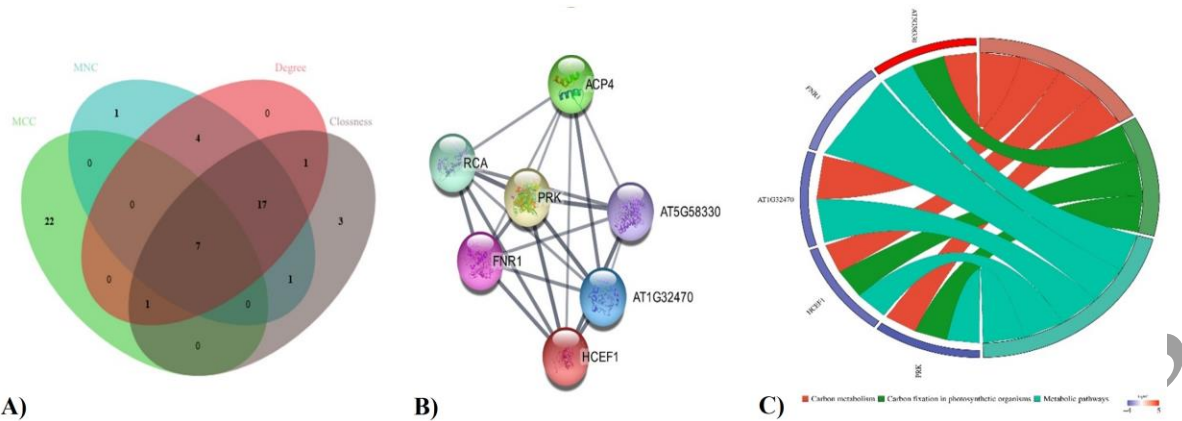 MNC
Degree
MCC
Clossness
1
0
4
0
1
22
0
17
3
7
0
1
1
0
0
A)
ACP4
RCA
PRK
AT5G58330
FNR1
AT1G32470
HCEF1
B)
AT5G58330
FNR1
AT1G32470
HCEF1
PRK
C)
Carbon metabolism
Carbon fixation in photosynthetic organisms
Metabolic pathways